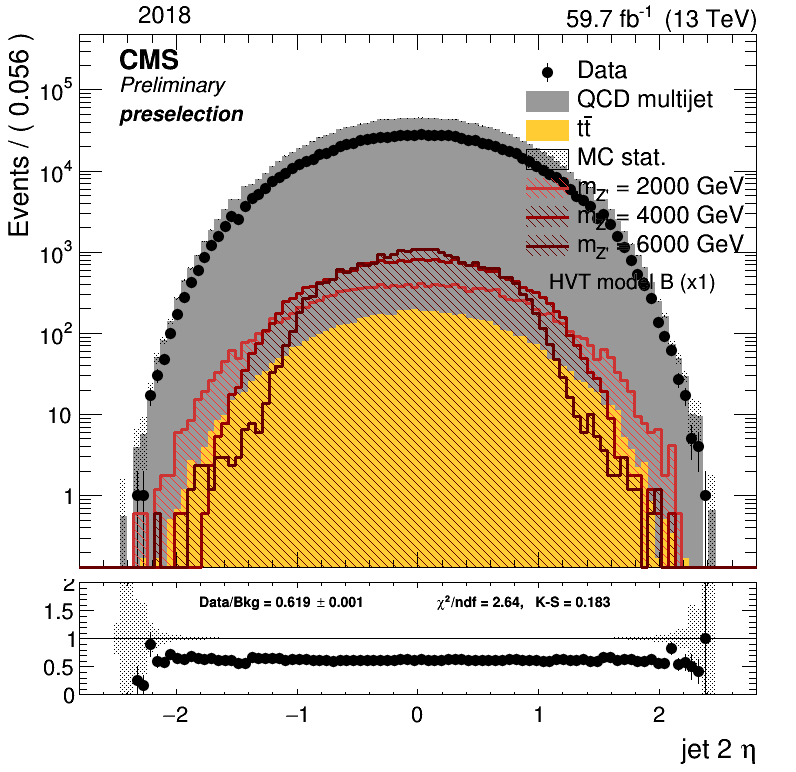 2018 59.7 fb⁻¹ (13 TeV)
CMS
Preliminary
preselection
Data
QCD multijet
tt̄
MC stat.
m_Z' = 2000 GeV
m_Z' = 4000 GeV
m_Z' = 6000 GeV
HVT model B (x1)
Events / ( 0.056 )
10⁵
10⁴
10³
10²
10
1
Data/Bkg = 0.619 ± 0.001 χ²/ndf = 2.64, K-S = 0.183
2
1.5
1
0.5
0
−2 −1 0 1 2
jet 2 η